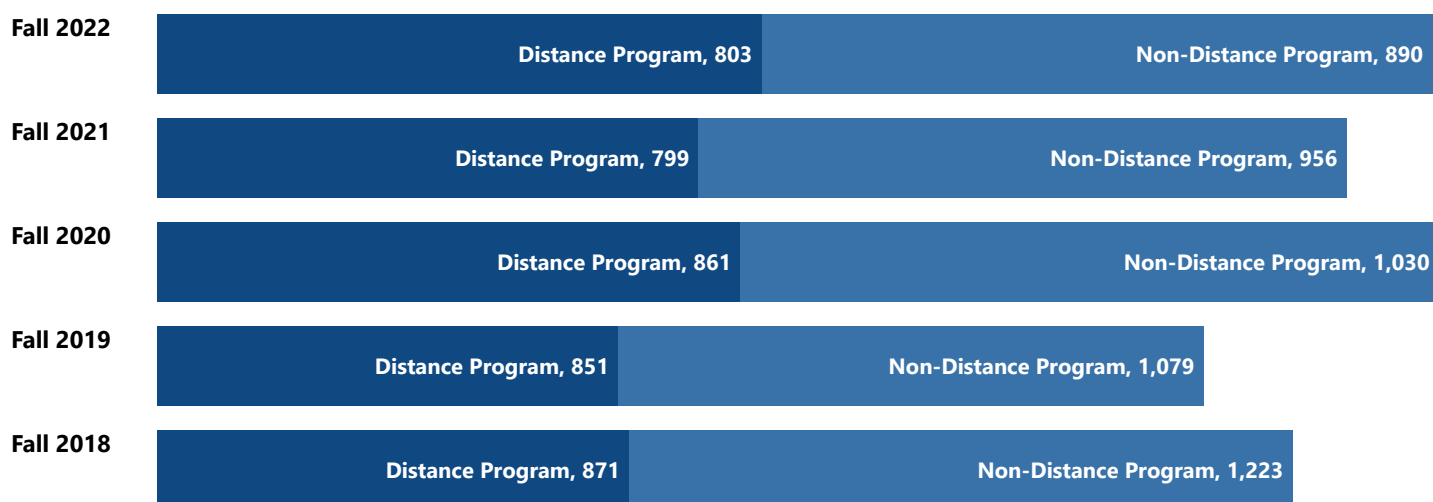 Fall 2022
Distance Program, 803
Non-Distance Program, 890
Fall 2021
Distance Program, 799
Non-Distance Program, 956
Fall 2020
Distance Program, 861
Non-Distance Program, 1,030
Fall 2019
Distance Program, 851
Non-Distance Program, 1,079
Fall 2018
Distance Program, 871
Non-Distance Program, 1,223